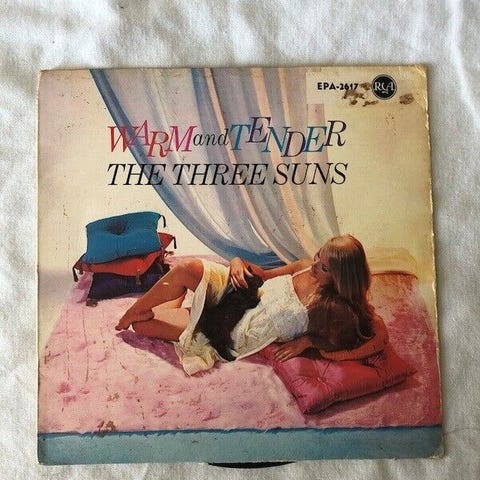 EPA-2617 RCA
WARM and TENDER
THE THREE SUNS